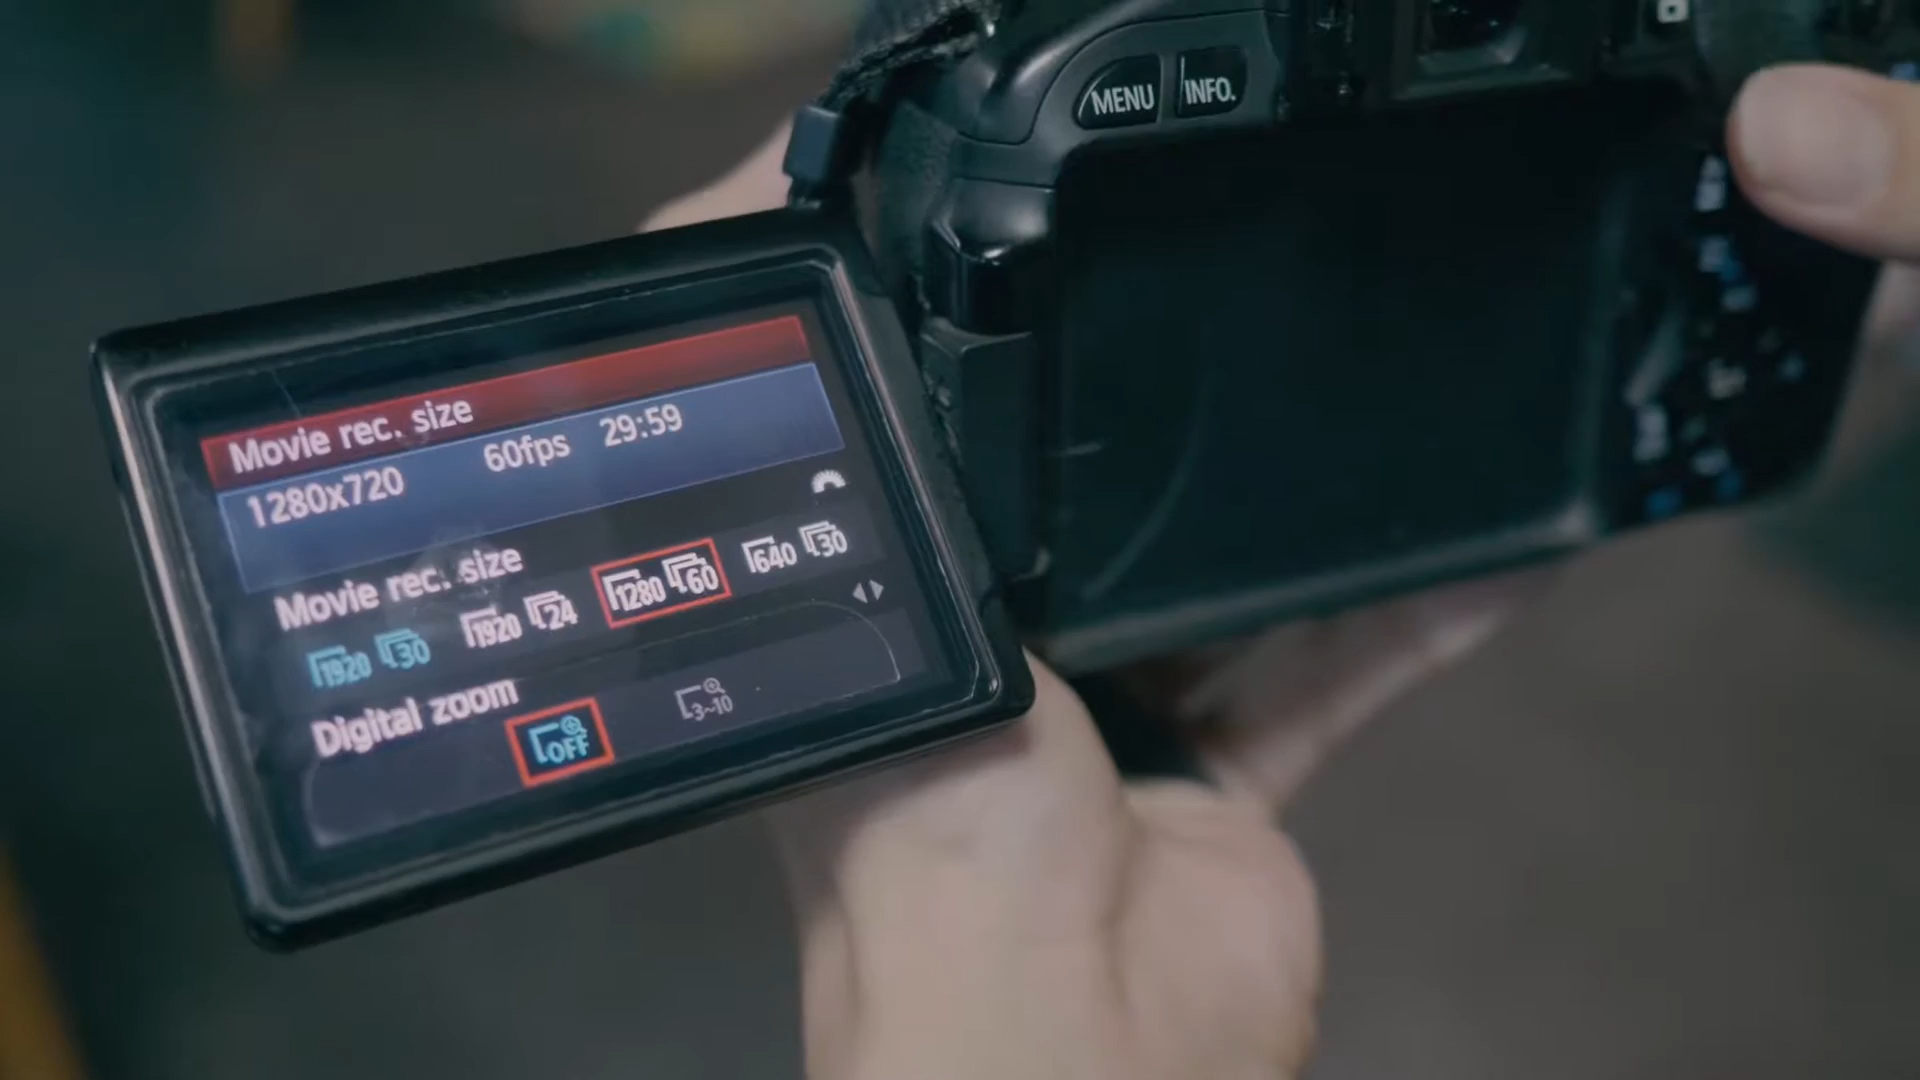 MENU INFO.
Movie rec. size
1280x720 60fps 29:59
Movie rec. size
1920 30 1920 24 1280 60 640 30
Digital zoom
OFF 3~10